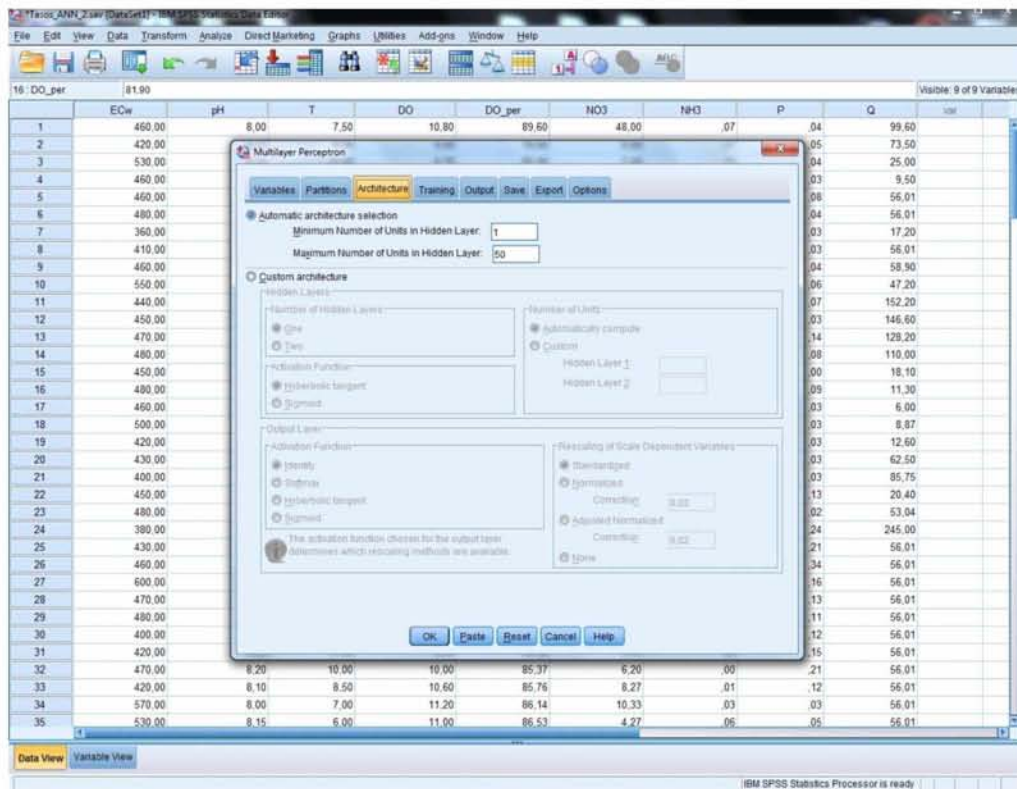 *Tasos_ANN_2.sav [DataSet1] - IBM SPSS Statistics Data Editor
File Edit View Data Transform Analyze Direct Marketing Graphs Utilities Add-ons Window Help
16 : DO_per 81.90 Visible: 9 of 9 Variables
ECw pH T DO DO_per NO3 NH3 P Q var
1 460,00 8,00 7,50 10,80 89,60 48,00 ,07 ,04 99,60
2 420,00 ,05 73,50
3 530,00 ,04 25,00
4 460,00 ,03 9,50
5 460,00 ,08 56,01
6 480,00 ,04 56,01
7 360,00 ,03 17,20
8 410,00 ,03 56,01
9 460,00 ,04 58,90
10 550,00 ,06 47,20
11 440,00 ,07 152,20
12 450,00 ,03 146,60
13 470,00 ,14 128,20
14 480,00 ,08 110,00
15 450,00 ,00 18,10
16 480,00 ,09 11,30
17 460,00 ,03 6,00
18 500,00 ,03 8,87
19 420,00 ,03 12,60
20 430,00 ,03 62,50
21 400,00 ,03 85,75
22 450,00 ,13 20,40
23 480,00 ,02 53,04
24 380,00 ,24 245,00
25 430,00 ,21 56,01
26 460,00 ,34 56,01
27 600,00 ,16 56,01
28 470,00 ,13 56,01
29 480,00 ,11 56,01
30 400,00 ,12 56,01
31 420,00 ,15 56,01
32 470,00 8,20 10,00 10,00 85,37 6,20 ,00 ,21 56,01
33 420,00 8,10 8,50 10,60 85,76 8,27 ,01 ,12 56,01
34 570,00 8,00 7,00 11,20 86,14 10,33 ,03 ,03 56,01
35 530,00 8,15 6,00 11,00 86,53 4,27 ,06 ,05 56,01
Multilayer Perceptron
Variables Partitions Architecture Training Output Save Export Options
Automatic architecture selection
Minimum Number of Units in Hidden Layer: 1
Maximum Number of Units in Hidden Layer: 50
Custom architecture
Hidden Layers
Number of Hidden Layers
One
Two
Activation Function
Hyperbolic tangent
Sigmoid
Number of Units
Automatically compute
Custom
Hidden Layer 1:
Hidden Layer 2:
Output Layer
Activation Function
Identity
Softmax
Hyperbolic tangent
Sigmoid
The activation function chosen for the output layer
determines which rescaling methods are available.
Rescaling of Scale Dependent Variables
Standardized
Normalized
Correction: 0.02
Adjusted Normalized
Correction: 0.02
None
OK Paste Reset Cancel Help
Data View Variable View
IBM SPSS Statistics Processor is ready